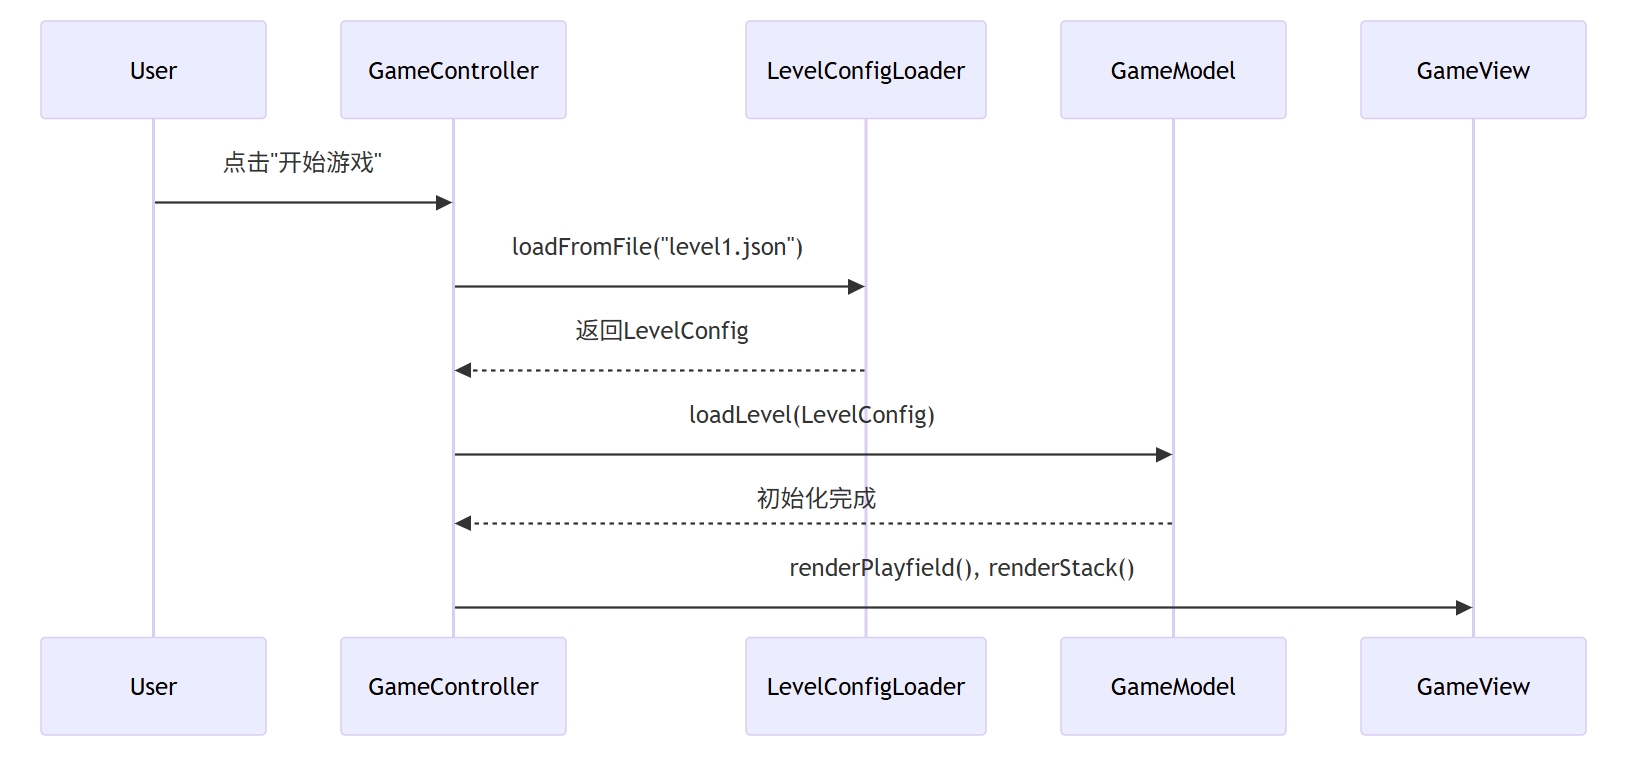 User
GameController
LevelConfigLoader
GameModel
GameView
点击"开始游戏"
loadFromFile("level1.json")
返回LevelConfig
loadLevel(LevelConfig)
初始化完成
renderPlayfield(), renderStack()
User
GameController
LevelConfigLoader
GameModel
GameView